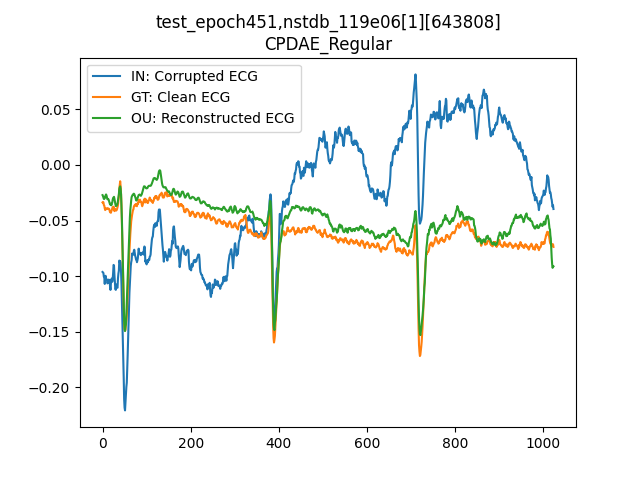 test_epoch451,nstdb_119e06[1][643808]
CPDAE_Regular
IN: Corrupted ECG
GT: Clean ECG
OU: Reconstructed ECG
0.05
0.00
−0.05
−0.10
−0.15
−0.20
0 200 400 600 800 1000